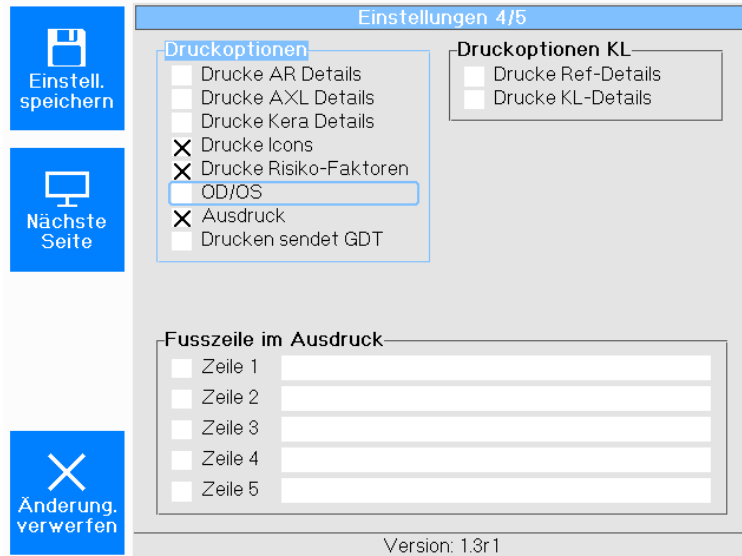 Einstellungen 4/5
Einstell.
speichern
Nächste
Seite
Änderung.
verwerfen
Druckoptionen
Drucke AR Details
Drucke AXL Details
Drucke Kera Details
Drucke Icons
Drucke Risiko-Faktoren
OD/OS
Ausdruck
Drucken sendet GDT
Druckoptionen KL
Drucke Ref-Details
Drucke KL-Details
Fusszeile im Ausdruck
Zeile 1
Zeile 2
Zeile 3
Zeile 4
Zeile 5
Version: 1.3r1